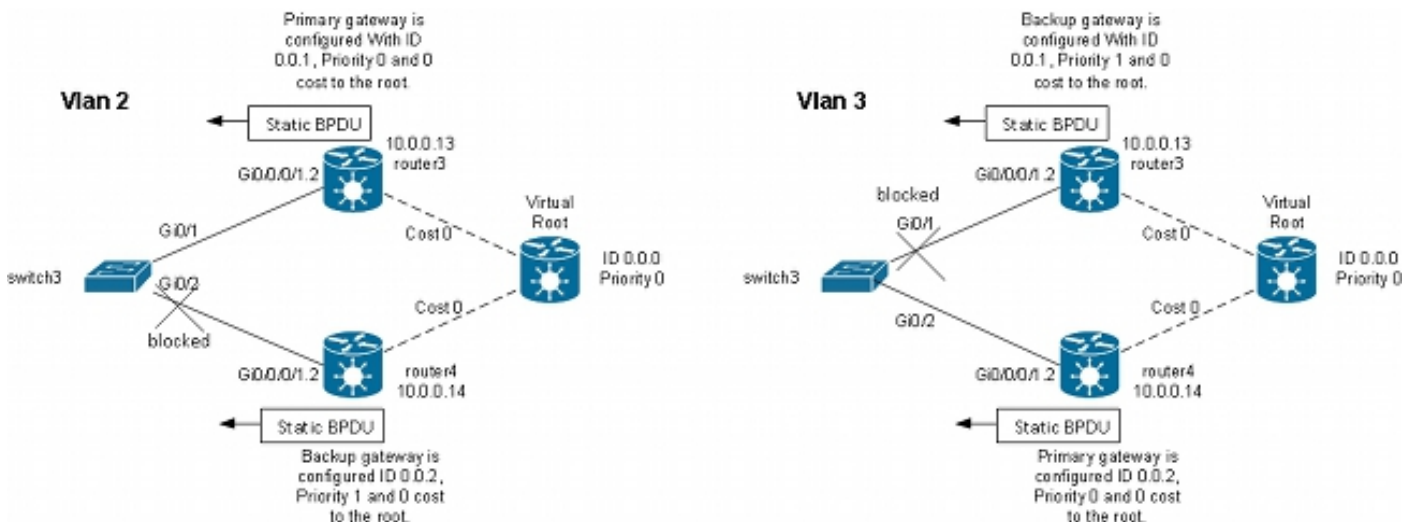 Primary gateway is
configured With ID
0.0.1, Priority 0 and 0
cost to the root.
Vlan 2
Static BPDU
10.0.0.13
router3
Gi0/0/0/1.2
Gi0/1
Cost 0
Virtual
Root
ID 0.0.0
Priority 0
switch3
Gi0/2
blocked
Cost 0
Gi0/0/0/1.2
router4
10.0.0.14
Static BPDU
Backup gateway is
configured ID 0.0.2,
Priority 1 and 0 cost
to the root.
Backup gateway is
configured With ID
0.0.1, Priority 1 and 0
cost to the root.
Vlan 3
Static BPDU
10.0.0.13
router3
Gi0/0/0/1.2
blocked
Gi0/1
Cost 0
Virtual
Root
ID 0.0.0
Priority 0
switch3
Gi0/2
Cost 0
Gi0/0/0/1.2
router4
10.0.0.14
Static BPDU
Primary gateway is
configured ID 0.0.2,
Priority 0 and 0 cost
to the root.